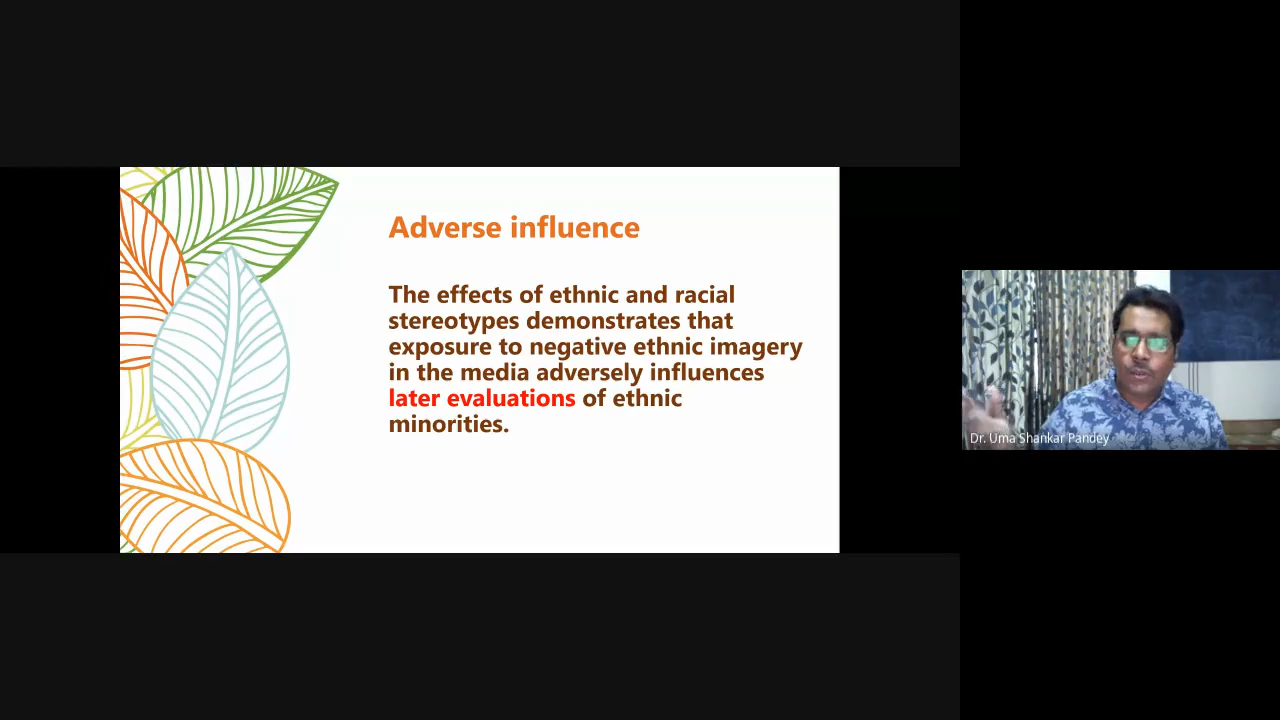 Adverse influence
The effects of ethnic and racial
stereotypes demonstrates that
exposure to negative ethnic imagery
in the media adversely influences
later evaluations of ethnic
minorities.
Dr. Uma Shankar Pandey